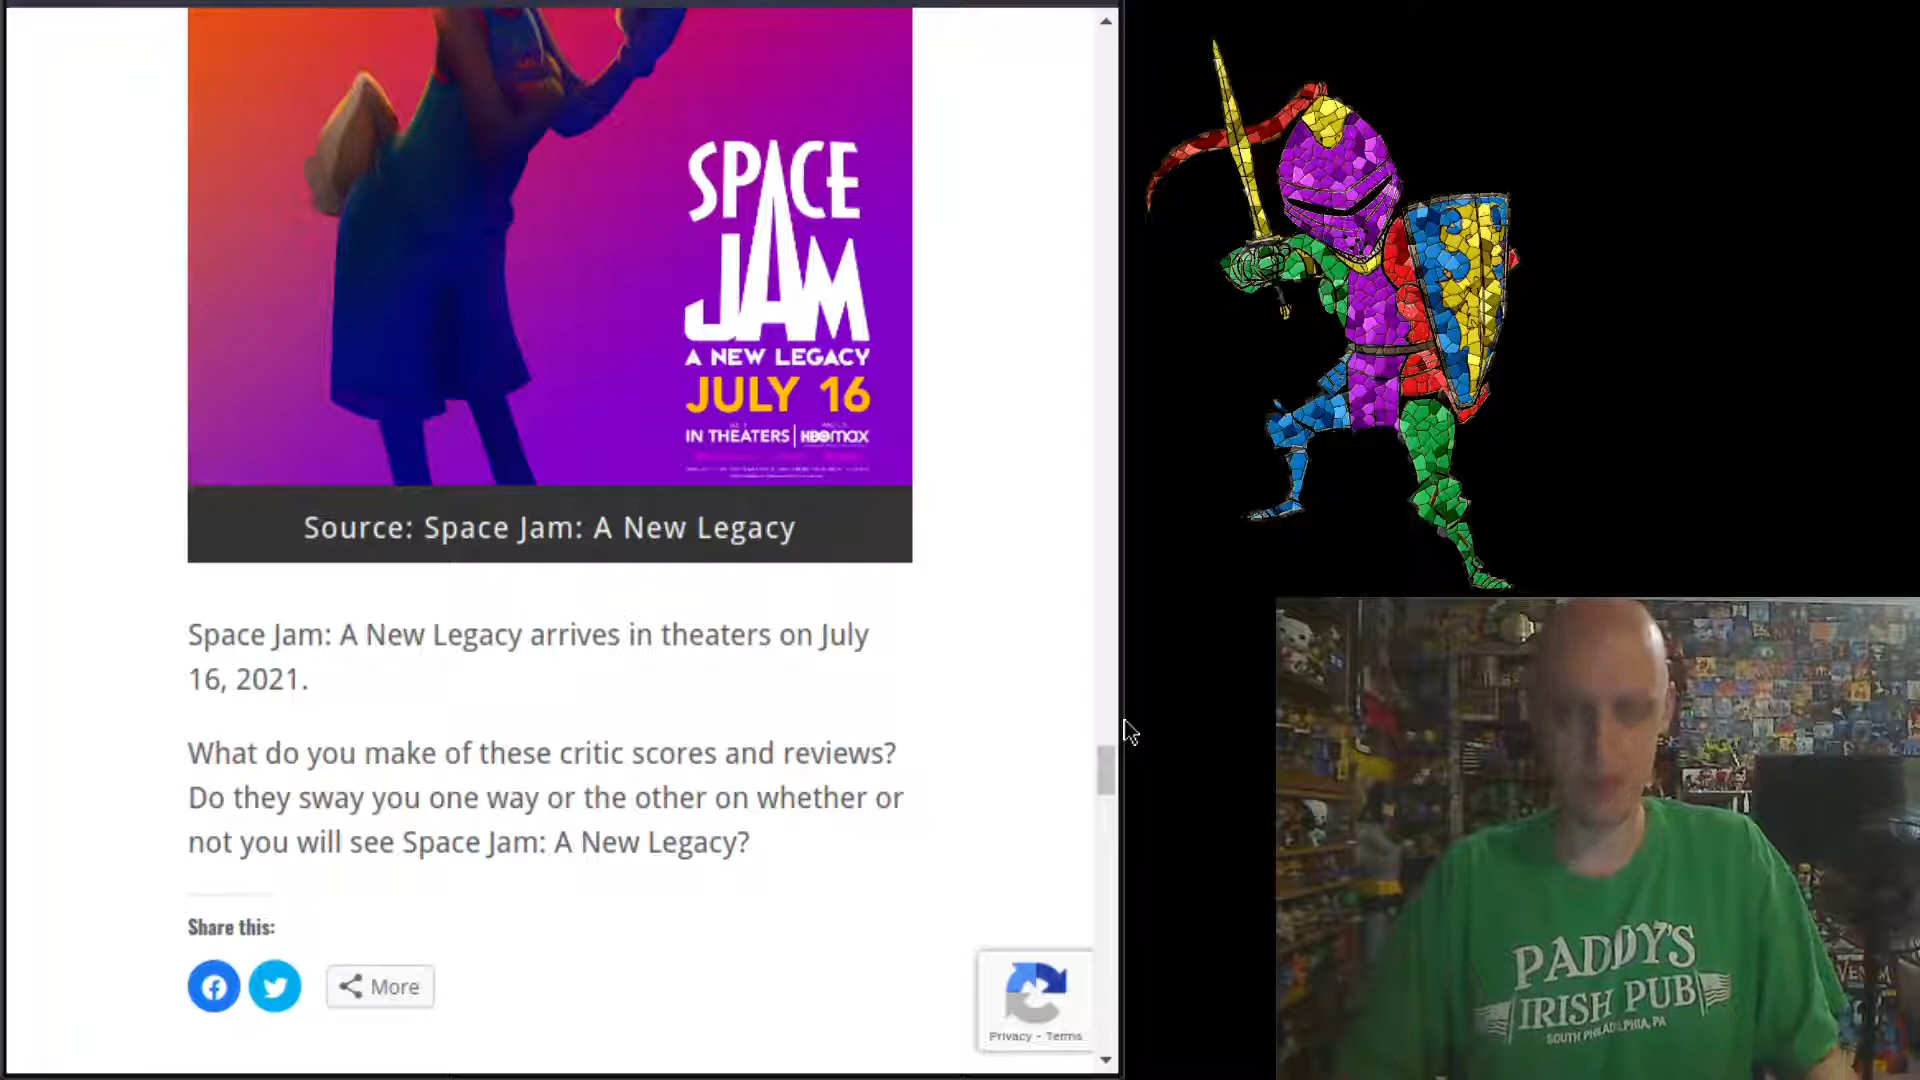 SPACE
JAM
A NEW LEGACY
JULY 16
IN THEATERS | HBOmax
Source: Space Jam: A New Legacy
Space Jam: A New Legacy arrives in theaters on July
16, 2021.
What do you make of these critic scores and reviews?
Do they sway you one way or the other on whether or
not you will see Space Jam: A New Legacy?
Share this:
More
Privacy - Terms
PADDY'S
IRISH PUB
SOUTH PHILADELPHIA, PA
VENOM